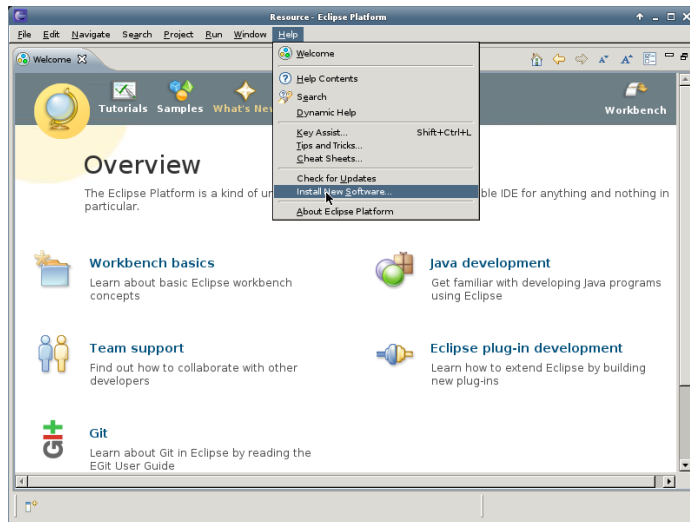 Resource - Eclipse Platform
File Edit Navigate Search Project Run Window Help
Welcome
Welcome
Help Contents
Search
Dynamic Help
Key Assist... Shift+Ctrl+L
Tips and Tricks...
Cheat Sheets...
Check for Updates
Install New Software...
About Eclipse Platform
Tutorials Samples What's New Workbench
Overview
The Eclipse Platform is a kind of ble IDE for anything and nothing in
particular.
Workbench basics
Learn about basic Eclipse workbench
concepts
Java development
Get familiar with developing Java programs
using Eclipse
Team support
Find out how to collaborate with other
developers
Eclipse plug-in development
Learn how to extend Eclipse by building
new plug-ins
Git
Git
Learn about Git in Eclipse by reading the
EGit User Guide